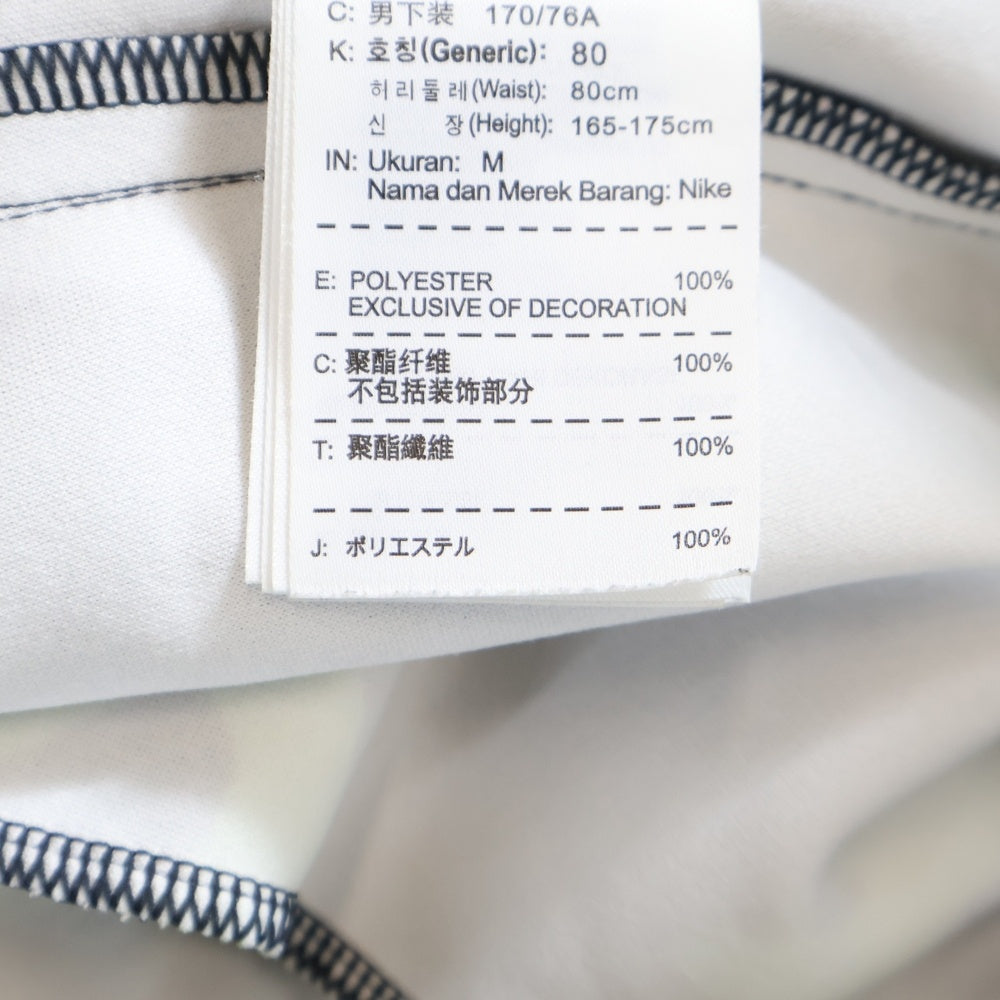 C: 男下装 170/76A
K: 호칭(Generic): 80
허리둘레(Waist): 80cm
신 장(Height): 165-175cm
IN: Ukuran: M
Nama dan Merek Barang: Nike
E: POLYESTER 100%
EXCLUSIVE OF DECORATION
C: 聚酯纤维 100%
不包括装饰部分
T: 聚酯纖維 100%
J: ポリエステル 100%